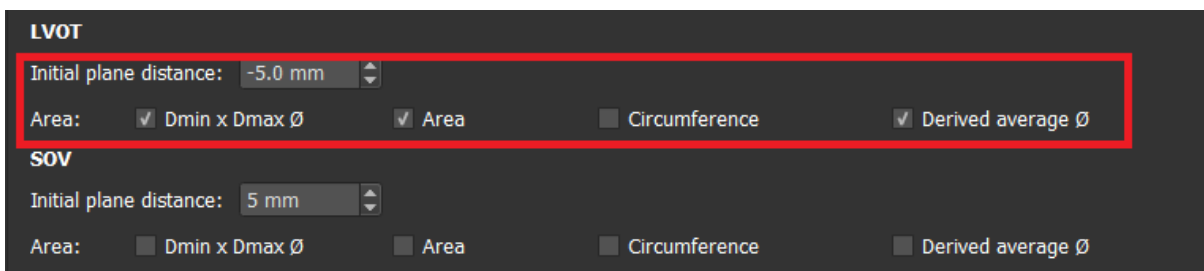 LVOT
Initial plane distance: -5.0 mm
Area: Dmin x Dmax Ø Area Circumference Derived average Ø
SOV
Initial plane distance: 5 mm
Area: Dmin x Dmax Ø Area Circumference Derived average Ø